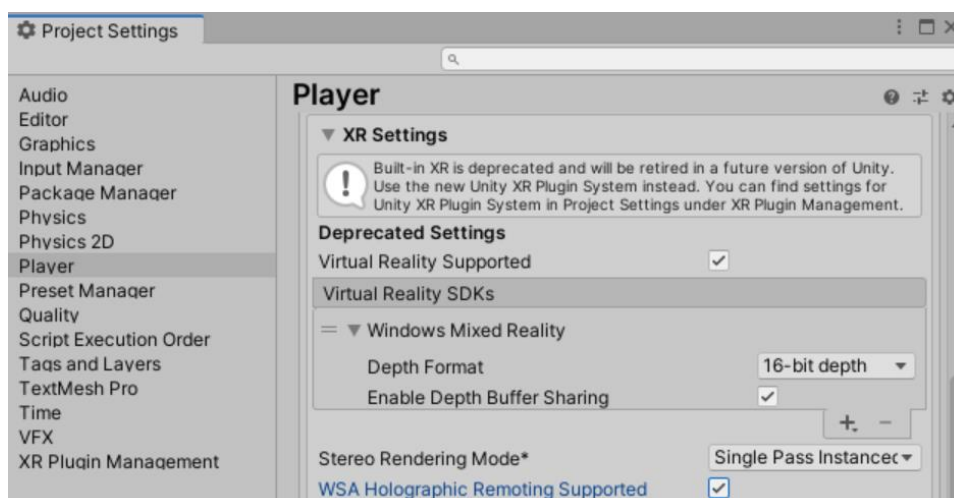 Project Settings
Audio
Editor
Graphics
Input Manager
Package Manager
Physics
Physics 2D
Player
Preset Manager
Quality
Script Execution Order
Tags and Layers
TextMesh Pro
Time
VFX
XR Plugin Management
Player
XR Settings
Built-in XR is deprecated and will be retired in a future version of Unity.
Use the new Unity XR Plugin System instead. You can find settings for
Unity XR Plugin System in Project Settings under XR Plugin Management.
Deprecated Settings
Virtual Reality Supported
Virtual Reality SDKs
Windows Mixed Reality
Depth Format 16-bit depth
Enable Depth Buffer Sharing
Stereo Rendering Mode* Single Pass Instanced
WSA Holographic Remoting Supported